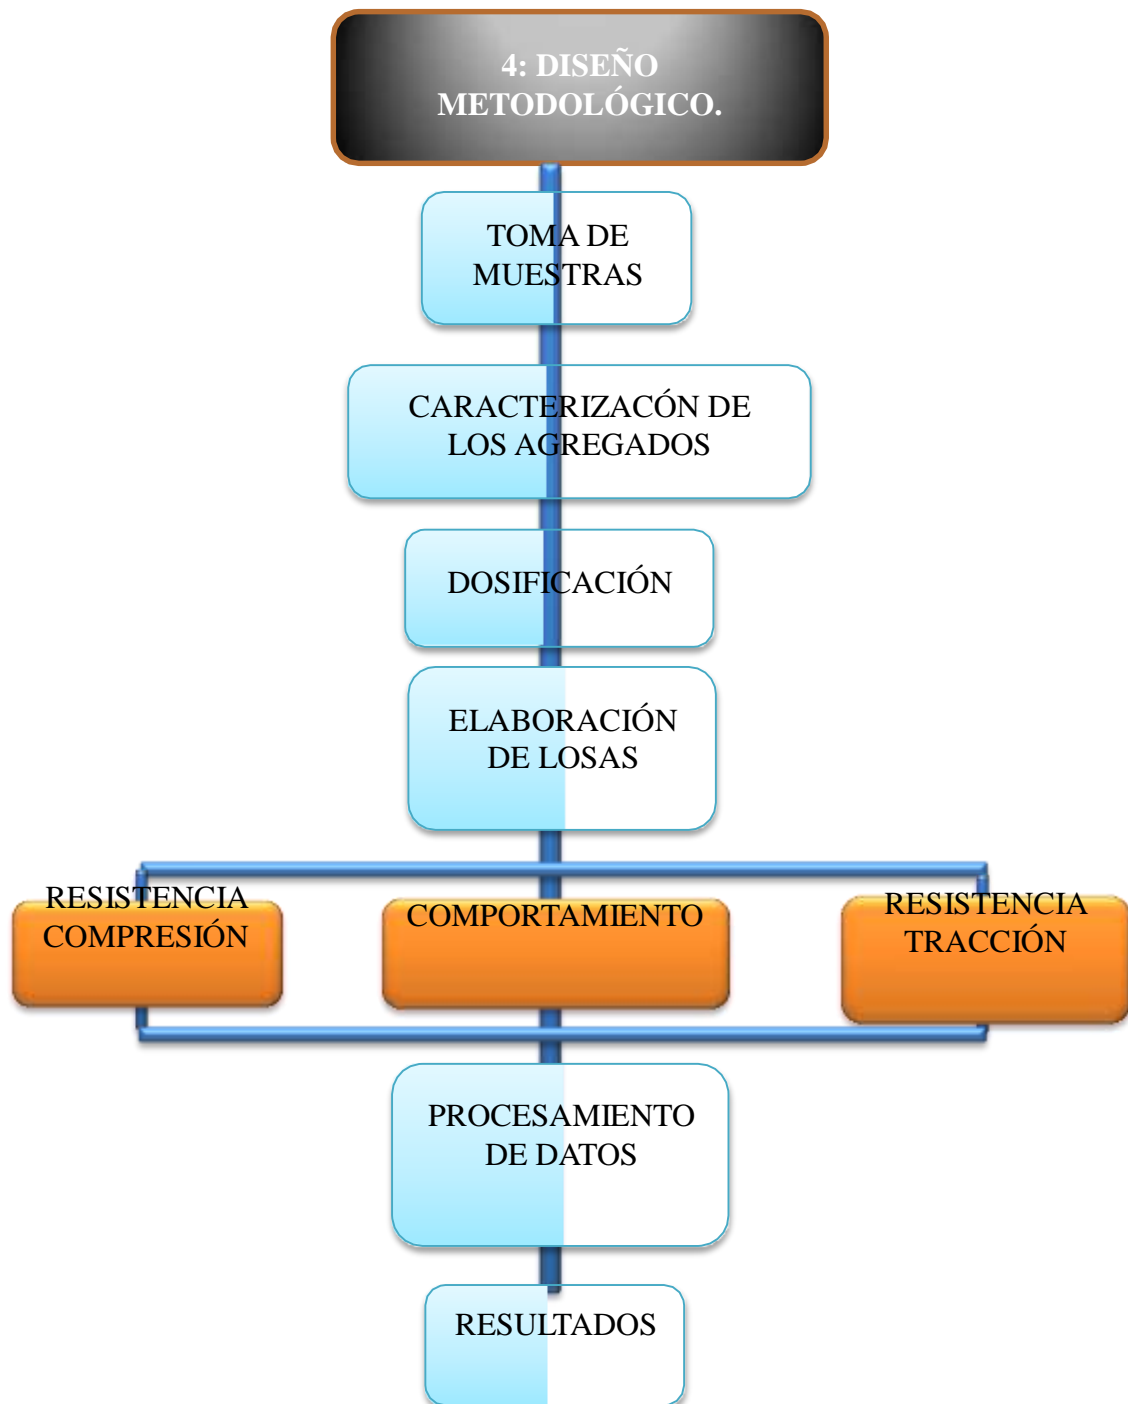 4: DISEÑO
METODOLÓGICO.
TOMA DE
MUESTRAS
CARACTERIZACÓN DE
LOS AGREGADOS
DOSIFICACIÓN
ELABORACIÓN
DE LOSAS
RESISTENCIA
COMPRESIÓN
COMPORTAMIENTO
RESISTENCIA
TRACCIÓN
PROCESAMIENTO
DE DATOS
RESULTADOS